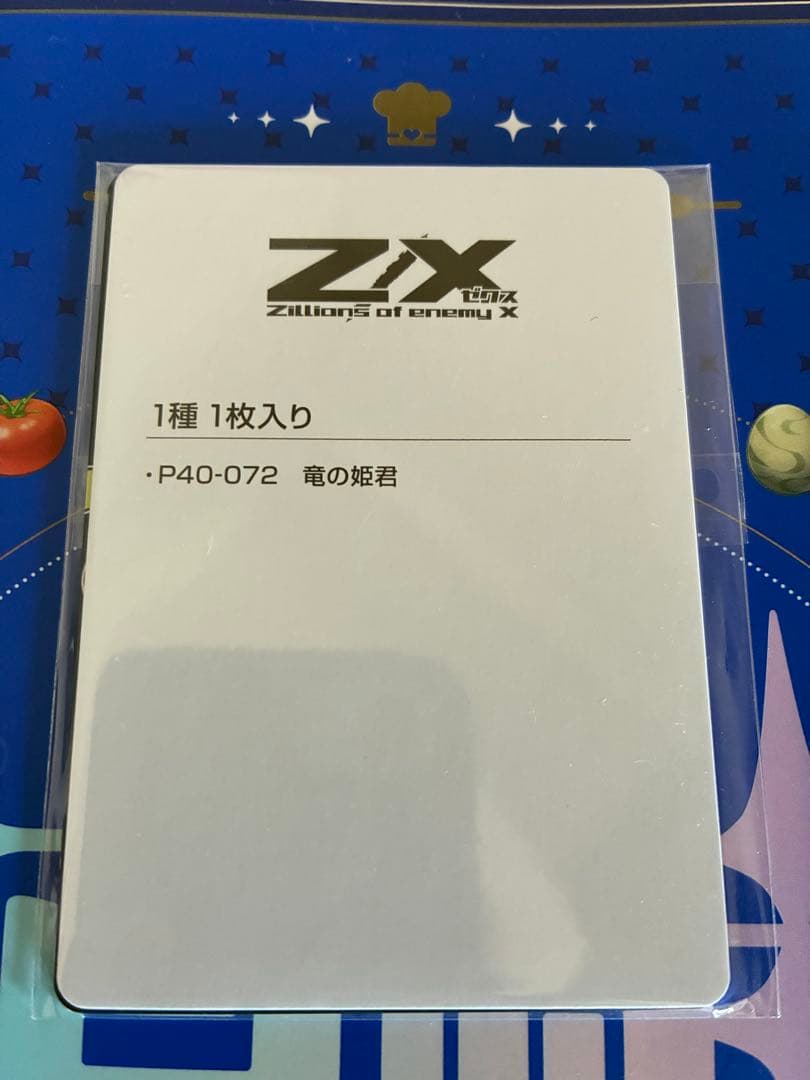 Z/X
ゼクス
Zillions of enemy X
1種 1枚入り
・P40-072 竜の姫君